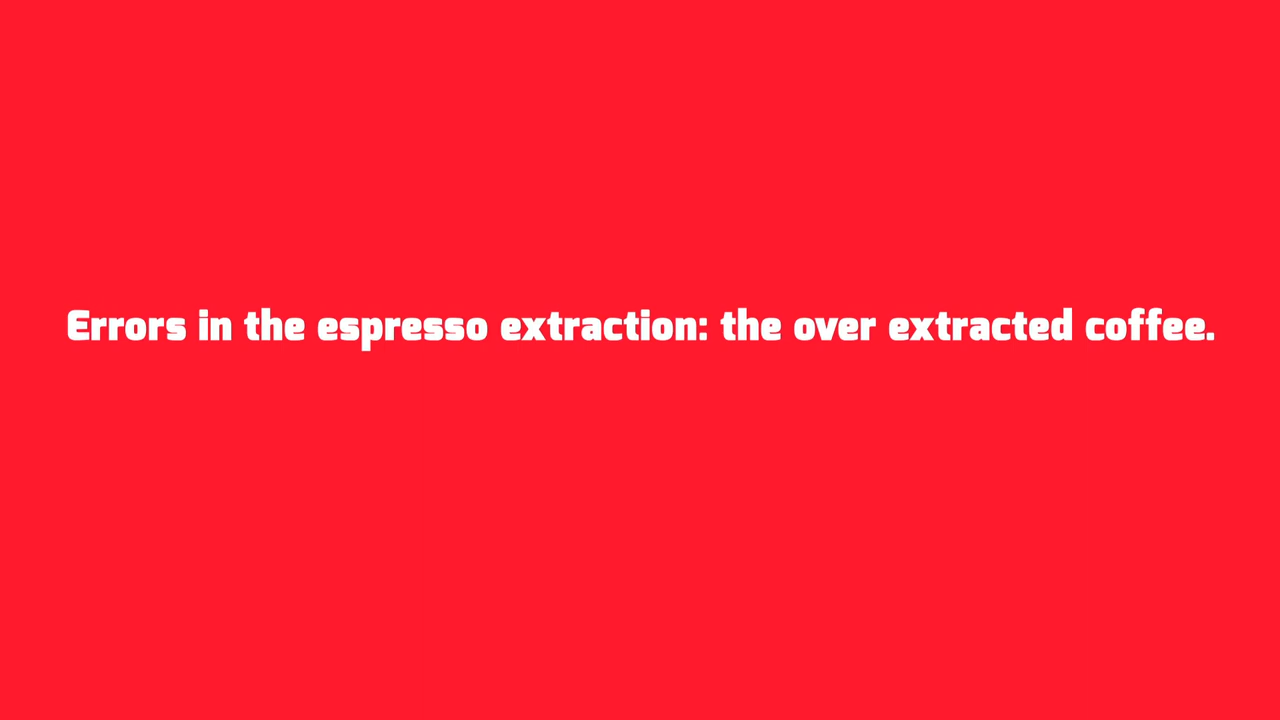 Errors in the espresso extraction: the over extracted coffee.